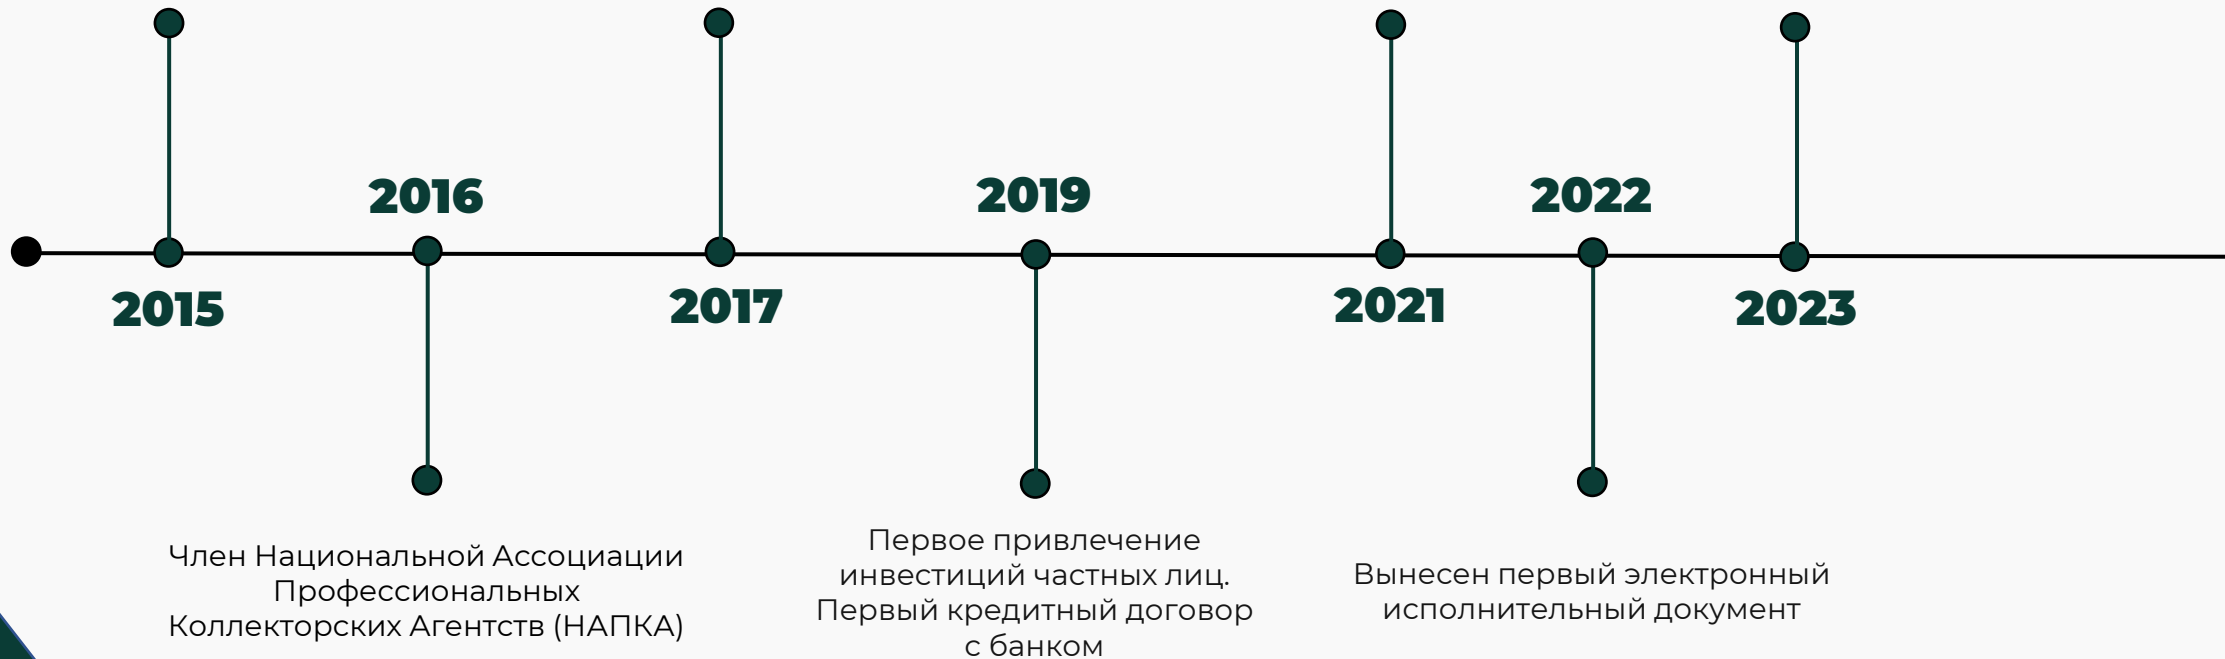 2016
2019
2022
2015
2017
2021
2023
Член Национальной Ассоциации
Профессиональных
Коллекторских Агентств (НАПКА)
Первое привлечение
инвестиций частных лиц.
Первый кредитный договор
с банком
Вынесен первый электронный
исполнительный документ